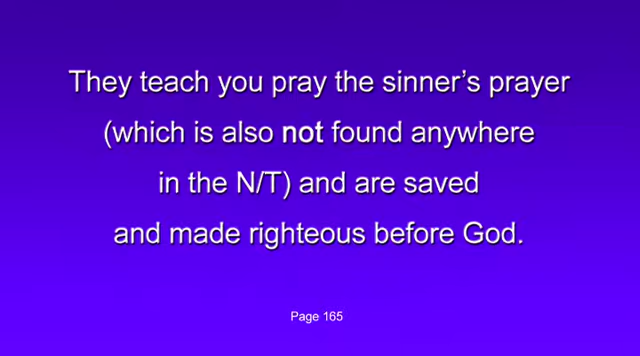 They teach you pray the sinner’s prayer
(which is also not found anywhere
in the N/T) and are saved
and made righteous before God.
Page 165